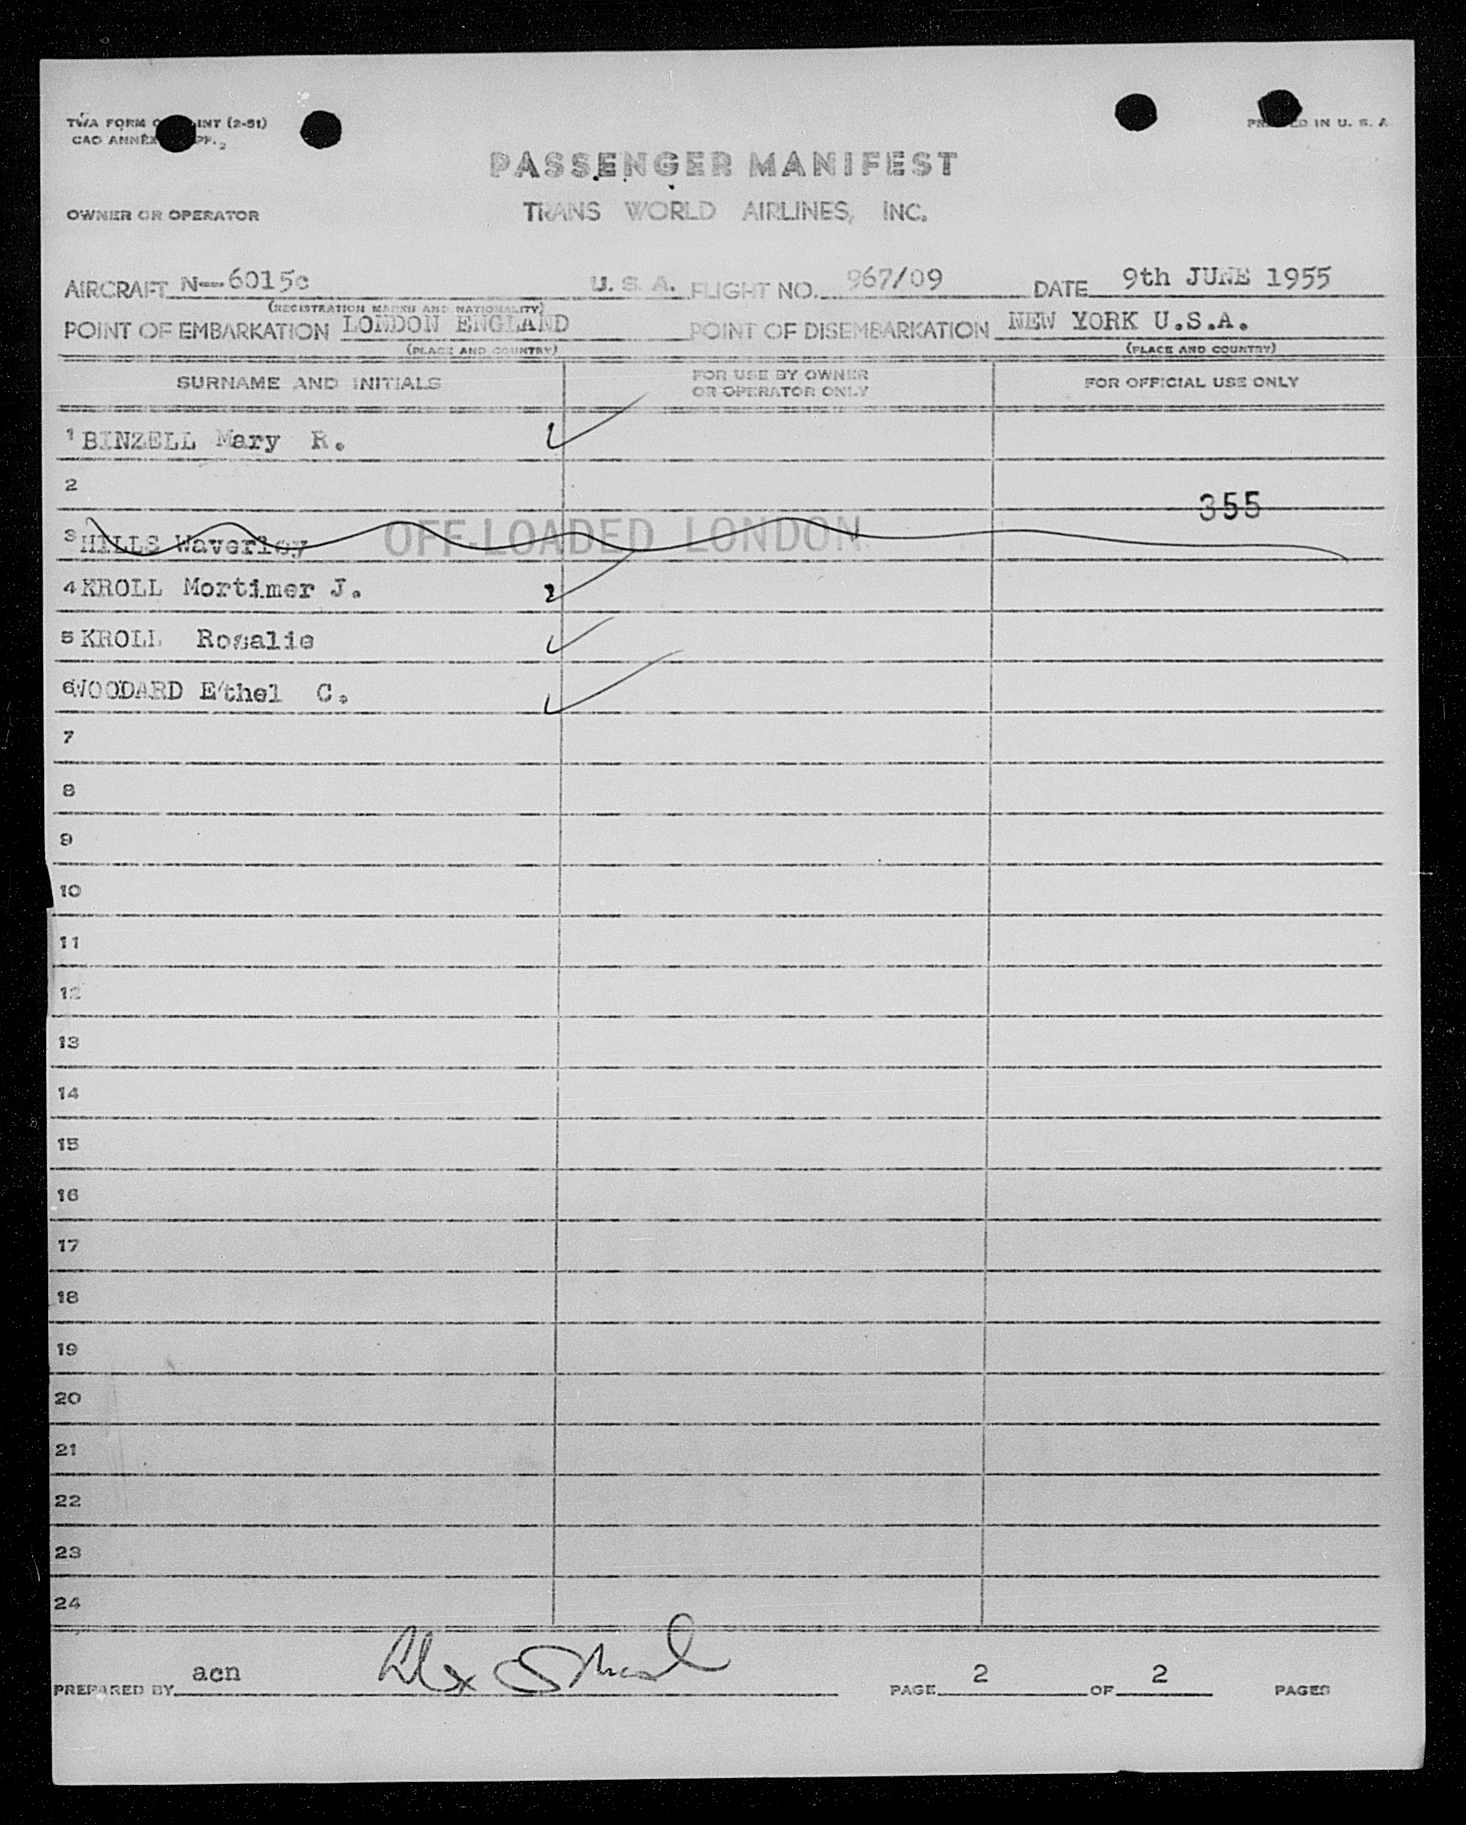 TWA FORM INT (2-51)
PRINTED IN U. S. A
CAO ANNEX PP. 2
PASSENGER MANIFEST
OWNER OR OPERATOR
TRANS WORLD AIRLINES, INC.
AIRCRAFT N--6015c U. S. A. FLIGHT NO. 967/09 DATE 9th JUNE 1955
(REGISTRATION MARKS AND NATIONALITY)
POINT OF EMBARKATION LONDON ENGLAND POINT OF DISEMBARKATION NEW YORK U.S.A.
(PLACE AND COUNTRY) (PLACE AND COUNTRY)
SURNAME AND INITIALS FOR USE BY OWNER OR OPERATOR ONLY FOR OFFICIAL USE ONLY
1 BINZELL Mary R.
2
355
3 HILLS Waverley OFF-LOADED LONDON
4 KROLL Mortimer J.
5 KROLL Rosalie
6 WOODARD Ethel C.
7
8
9
10
11
12
13
14
15
16
17
18
19
20
21
22
23
24
PREPARED BY acn PAGE 2 OF 2 PAGES